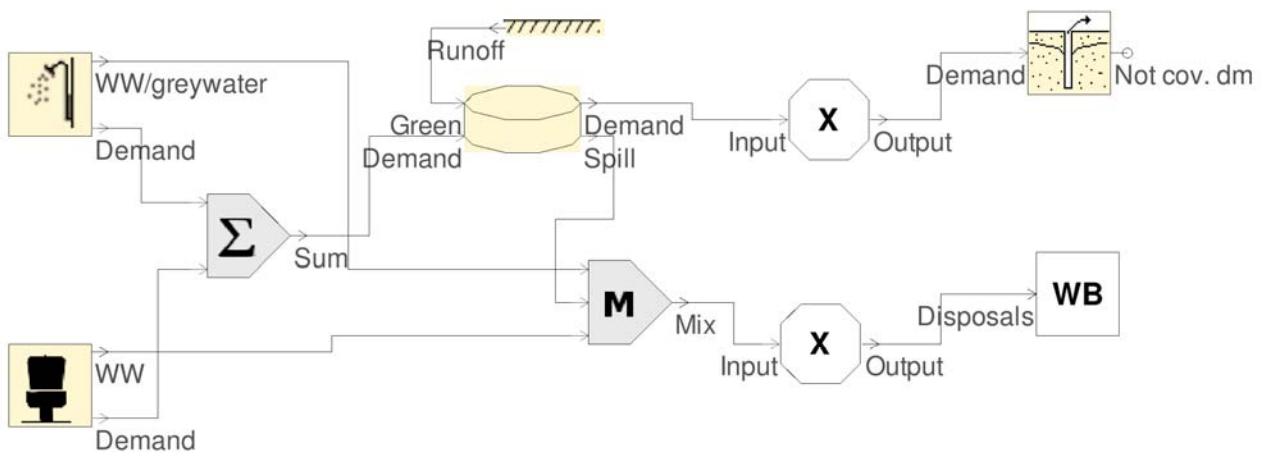 Runoff
WW/greywater
Demand
Not cov. dm
Green
Demand
X
Input
Output
Demand
Demand
Spill
Σ
Sum
M
Mix
WB
Disposals
X
Input
Output
WW
Demand